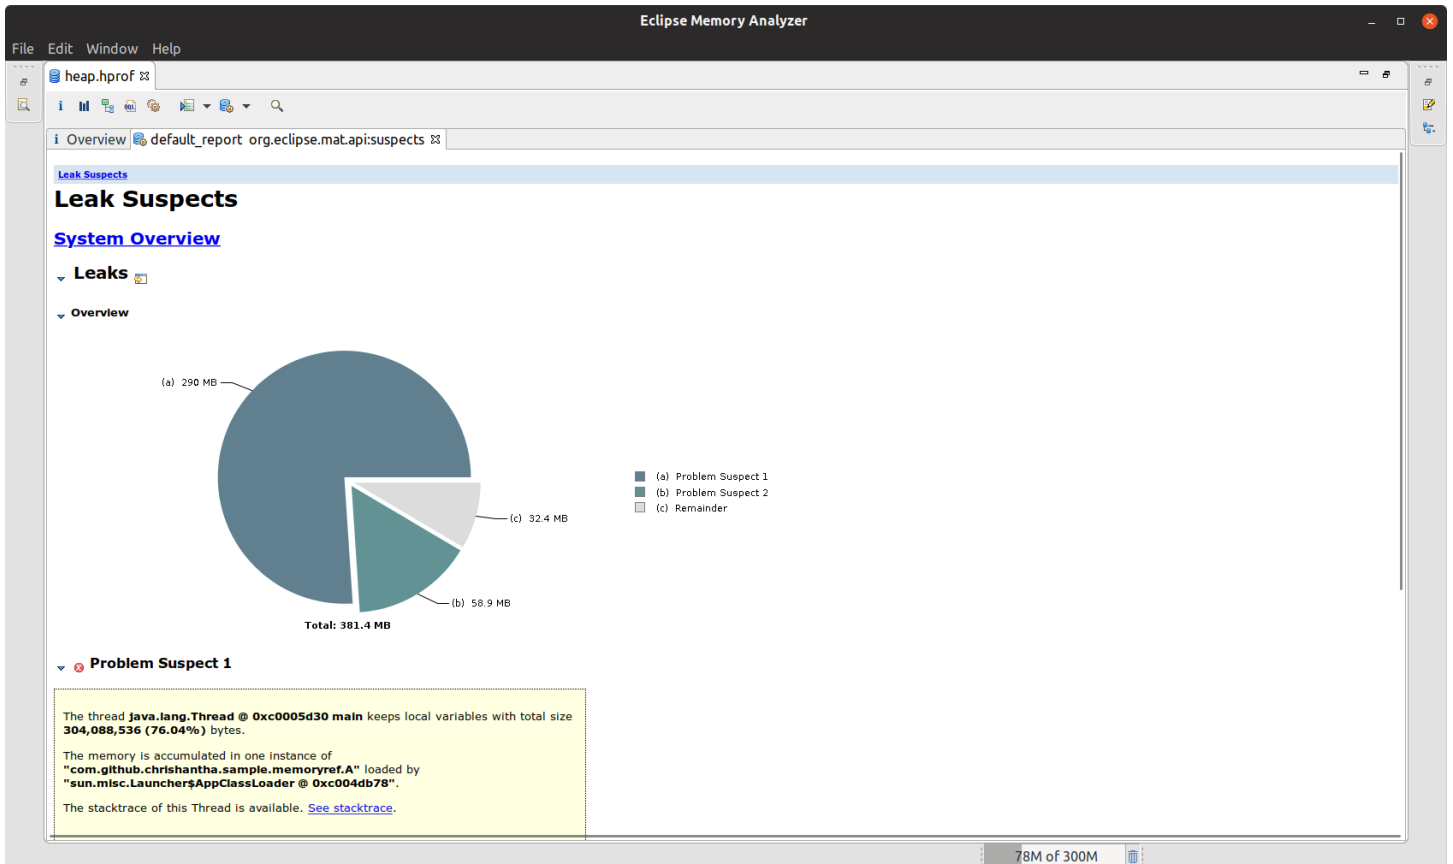 Eclipse Memory Analyzer
File Edit Window Help
heap.hprof
i Overview default_report org.eclipse.mat.api:suspects
Leak Suspects
Leak Suspects
System Overview
Leaks
Overview
(a) 290 MB
(c) 32.4 MB
(b) 58.9 MB
Total: 381.4 MB
(a) Problem Suspect 1
(b) Problem Suspect 2
(c) Remainder
Problem Suspect 1
The thread java.lang.Thread @ 0xc0005d30 main keeps local variables with total size
304,088,536 (76.04%) bytes.
The memory is accumulated in one instance of
"com.github.chrishantha.sample.memoryref.A" loaded by
"sun.misc.Launcher$AppClassLoader @ 0xc004db78".
The stacktrace of this Thread is available. See stacktrace.
78M of 300M